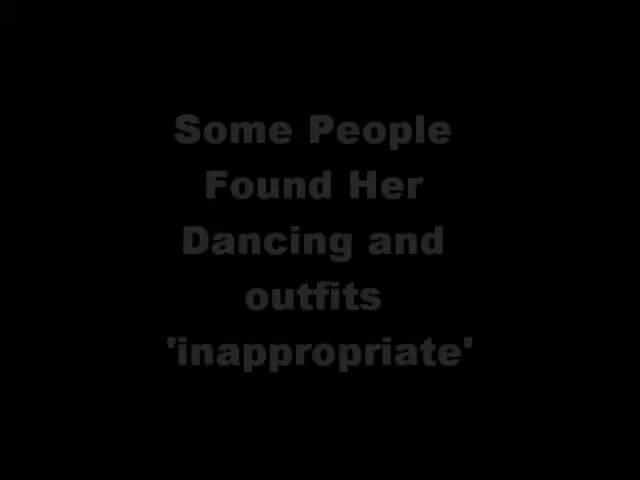 Some People
Found Her
Dancing and
outfits
'inappropriate'